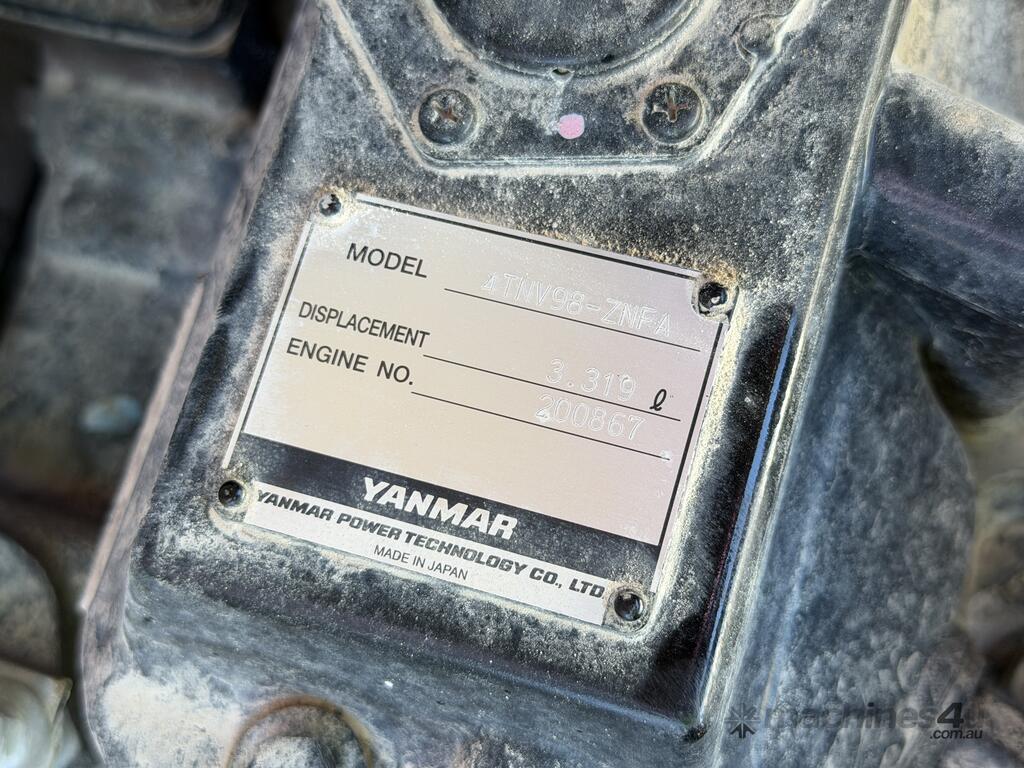 MODEL 4TNV98-ZNFA
DISPLACEMENT 3.319 ℓ
ENGINE NO. 200867
YANMAR
YANMAR POWER TECHNOLOGY CO., LTD
MADE IN JAPAN
machines4u
.com.au